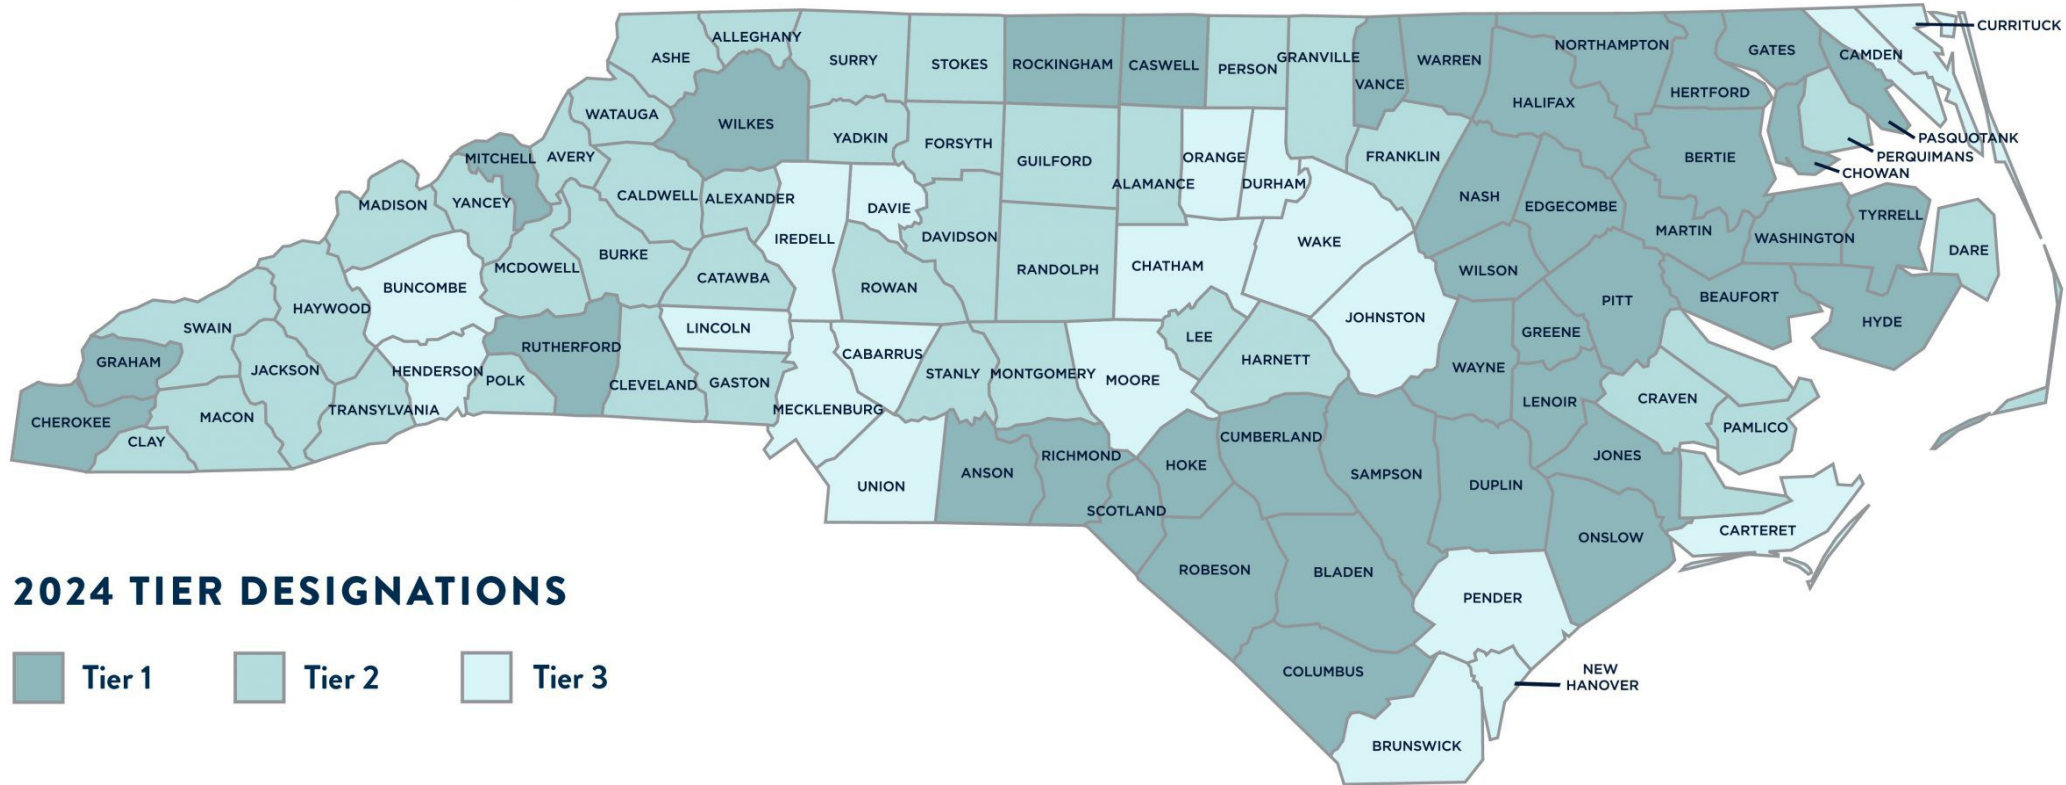 CURRITUCK
ALLEGHANY
ASHE
SURRY
STOKES
ROCKINGHAM
CASWELL
PERSON
GRANVILLE
VANCE
WARREN
NORTHAMPTON
GATES
CAMDEN
HERTFORD
HALIFAX
WATAUGA
WILKES
YADKIN
FORSYTH
GUILFORD
ALAMANCE
ORANGE
DURHAM
FRANKLIN
BERTIE
PASQUOTANK
PERQUIMANS
CHOWAN
MITCHELL
AVERY
MADISON
YANCEY
CALDWELL
ALEXANDER
IREDELL
DAVIE
DAVIDSON
RANDOLPH
CHATHAM
WAKE
NASH
EDGECOMBE
MARTIN
WASHINGTON
TYRRELL
DARE
BUNCOMBE
MCDOWELL
BURKE
CATAWBA
ROWAN
WILSON
PITT
BEAUFORT
HYDE
HAYWOOD
SWAIN
GRAHAM
JACKSON
HENDERSON
POLK
RUTHERFORD
CLEVELAND
LINCOLN
GASTON
CABARRUS
STANLY
MONTGOMERY
MOORE
LEE
HARNETT
JOHNSTON
WAYNE
GREENE
LENOIR
CRAVEN
PAMLICO
CHEROKEE
CLAY
MACON
TRANSYLVANIA
MECKLENBURG
UNION
ANSON
RICHMOND
SCOTLAND
HOKE
CUMBERLAND
SAMPSON
DUPLIN
JONES
ONSLOW
CARTERET
ROBESON
BLADEN
PENDER
COLUMBUS
NEW
HANOVER
BRUNSWICK
2024 TIER DESIGNATIONS
Tier 1
Tier 2
Tier 3